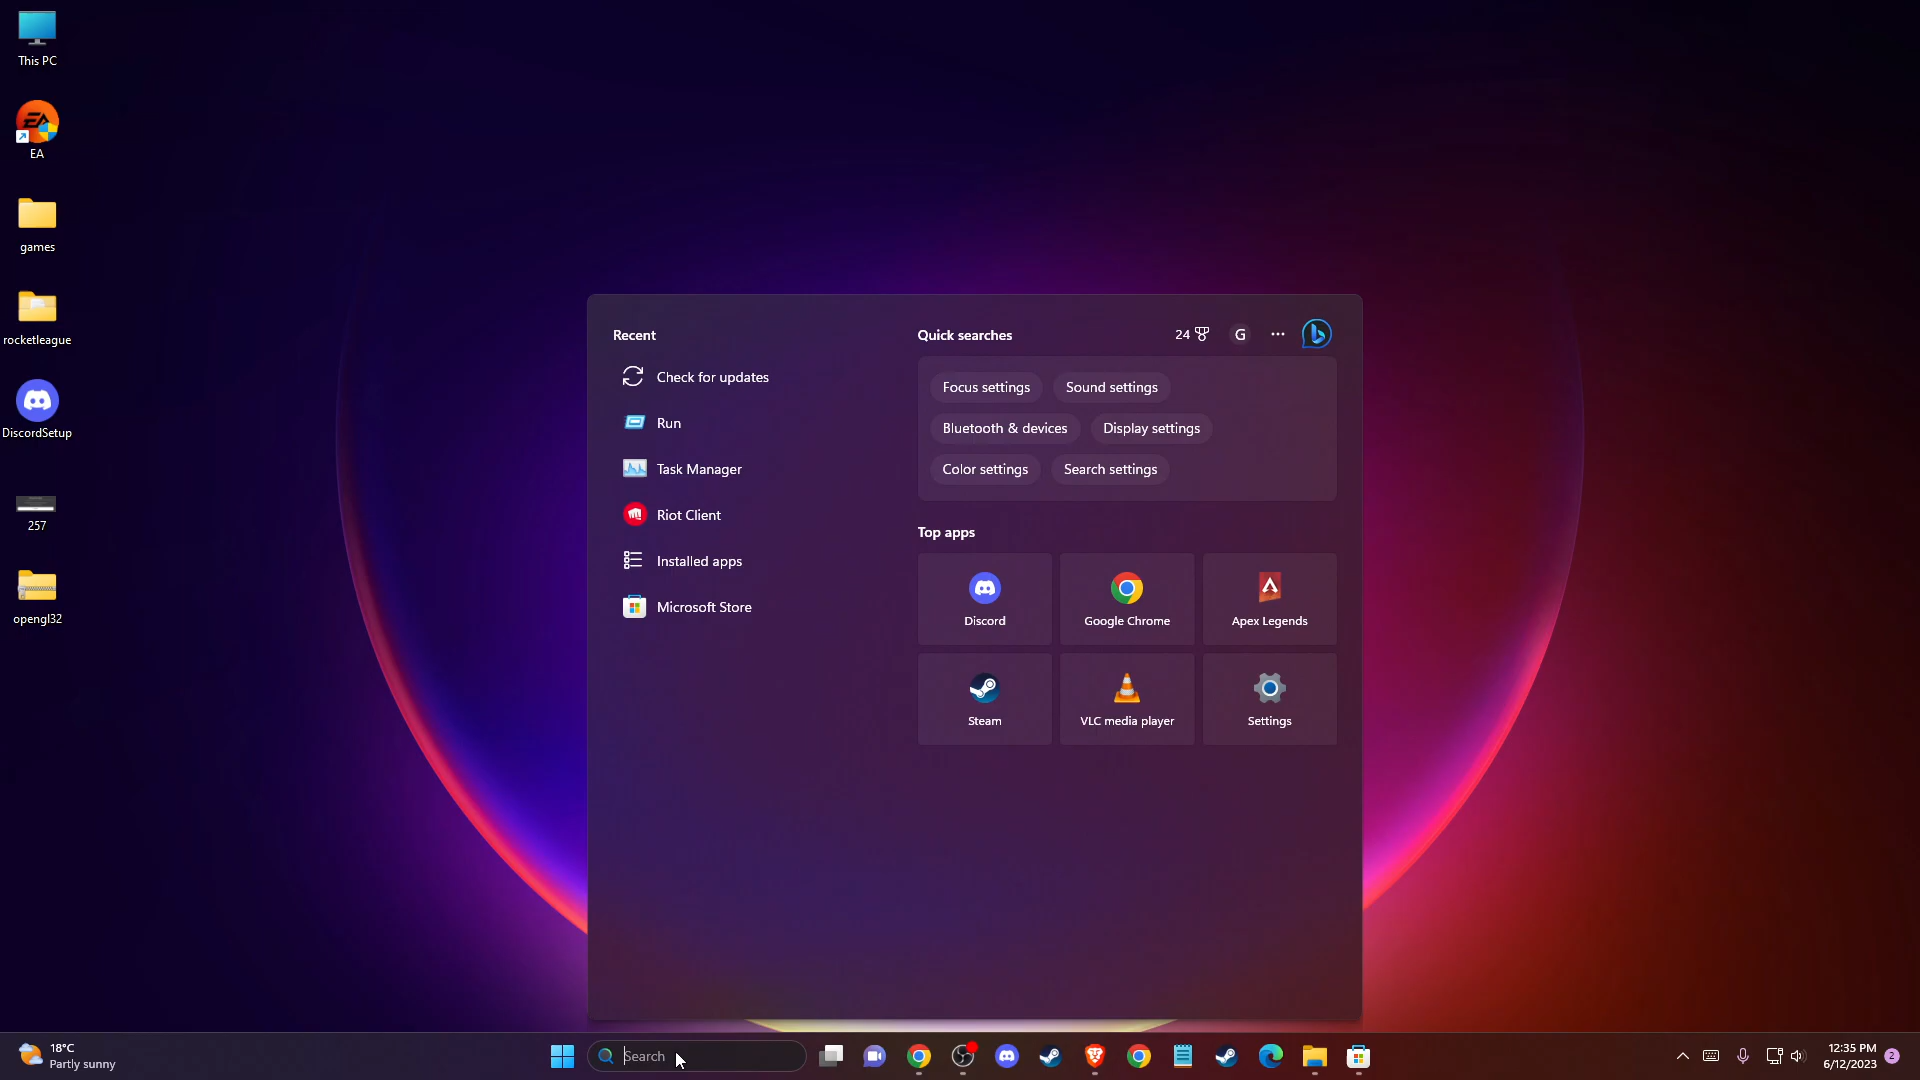 This PC
EA
games
rocketleague
DiscordSetup
257
opengl32
Recent
Check for updates
Run
Task Manager
Riot Client
Installed apps
Microsoft Store
Quick searches
24
G
Focus settings
Sound settings
Bluetooth & devices
Display settings
Color settings
Search settings
Top apps
Discord
Google Chrome
Apex Legends
Steam
VLC media player
Settings
18°C
Partly sunny
Search
12:35 PM
6/12/2023
2